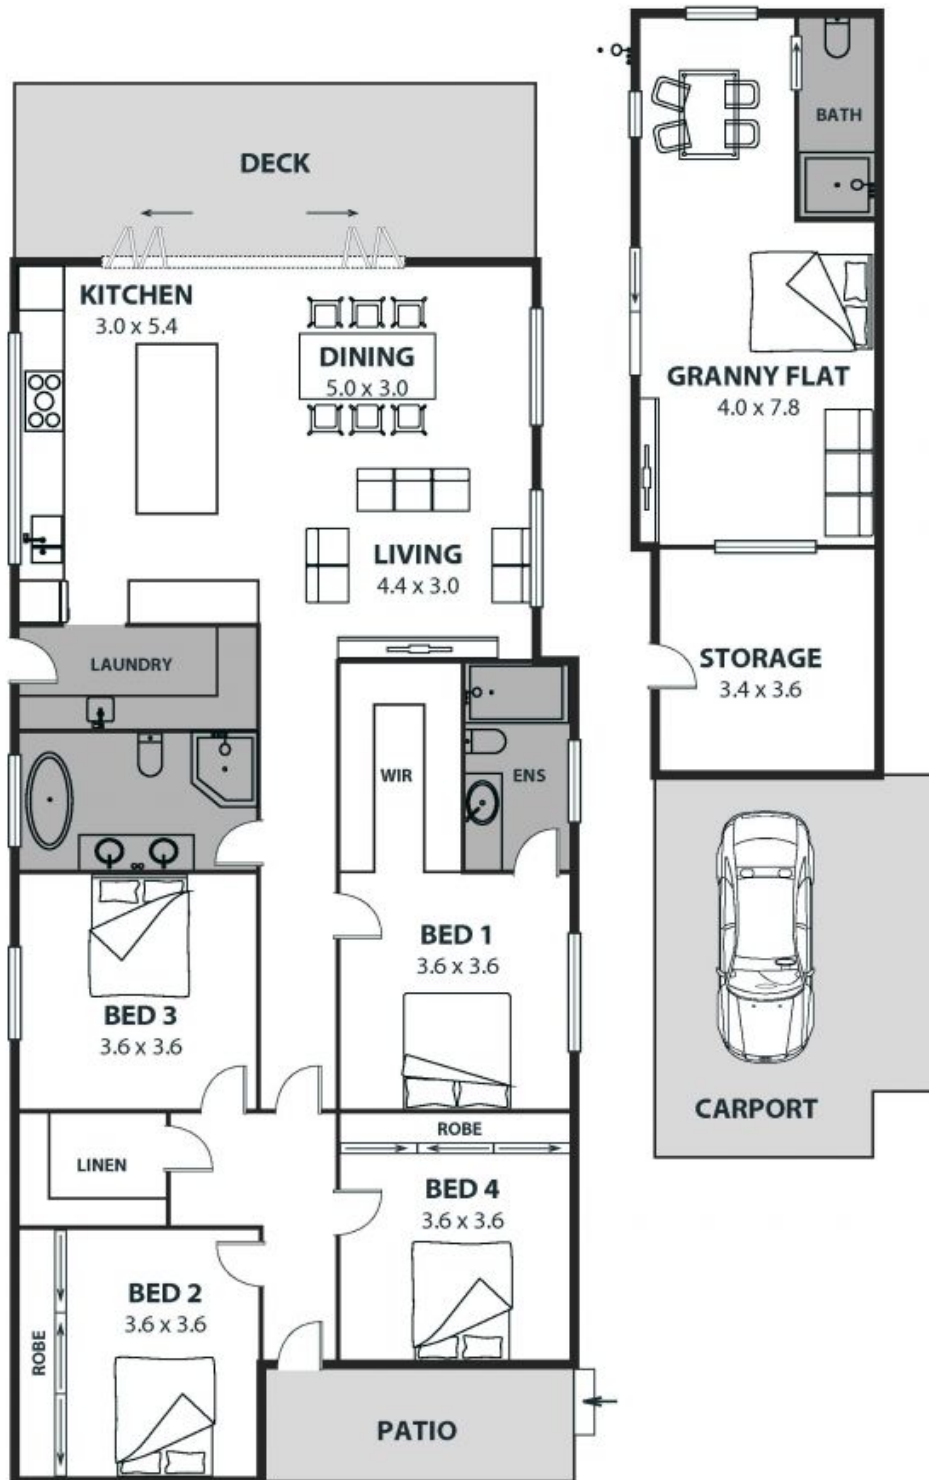 DECK
KITCHEN
3.0 x 5.4
DINING
5.0 x 3.0
LIVING
4.4 x 3.0
LAUNDRY
WIR
ENS
BED 1
3.6 x 3.6
BED 3
3.6 x 3.6
LINEN
ROBE
BED 4
3.6 x 3.6
BED 2
3.6 x 3.6
ROBE
PATIO
BATH
GRANNY FLAT
4.0 x 7.8
STORAGE
3.4 x 3.6
CARPORT